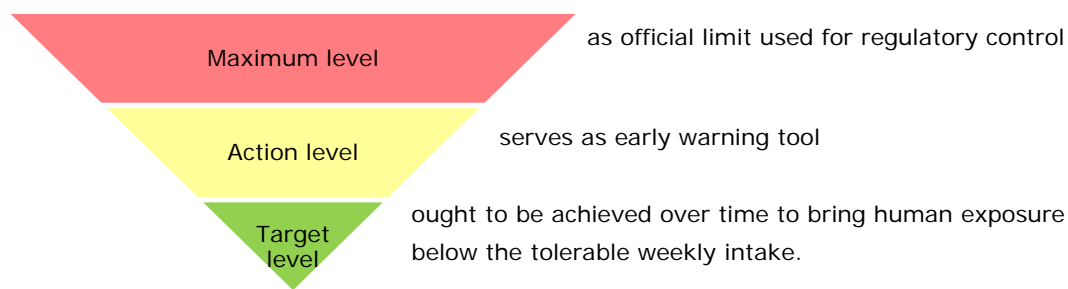 Maximum level
as official limit used for regulatory control
Action level
serves as early warning tool
Target
level
ought to be achieved over time to bring human exposure
below the tolerable weekly intake.